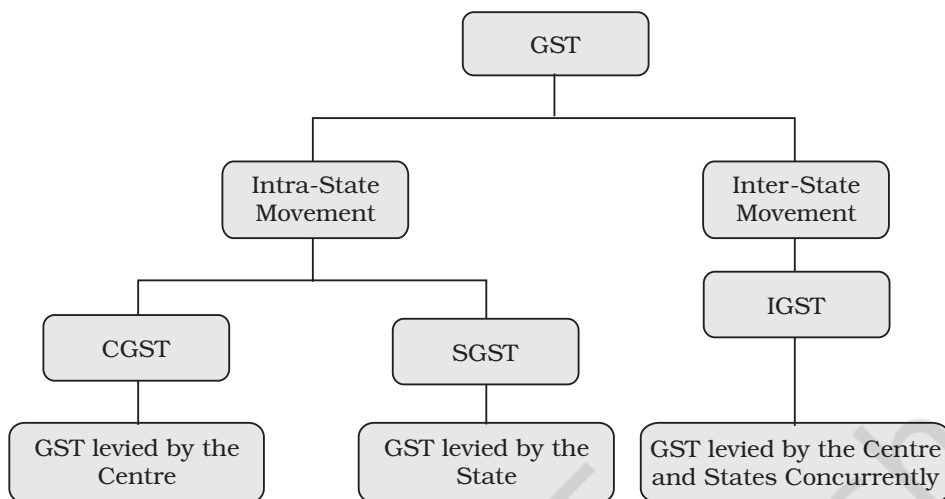 GST
Intra-State
Movement
Inter-State
Movement
CGST
SGST
IGST
GST levied by the
Centre
GST levied by the
State
GST levied by the Centre
and States Concurrently